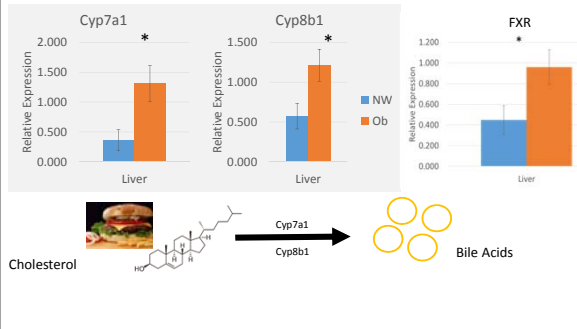 Cyp7a1
2.000
1.500
1.000
0.500
0.000
Relative Expression
*
Liver
Cyp8b1
1.500
1.000
0.500
0.000
Relative Expression
*
Liver
NW
Ob
FXR
1.200
1.000
0.800
0.600
0.400
0.200
0.000
Relative Expression
*
Liver
Cholesterol
HO
H
H
H
H
Cyp7a1
Cyp8b1
Bile Acids